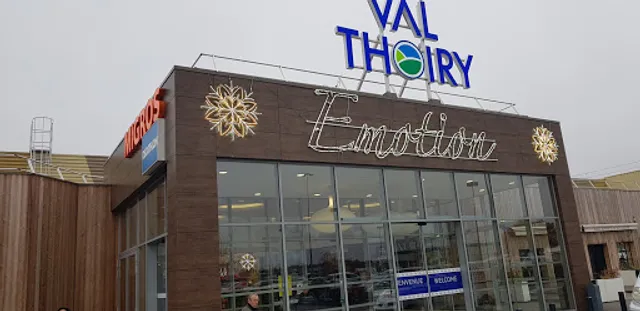 VAL
THOIRY
Emotion
MIGROS
BIENVENUE
WELCOME